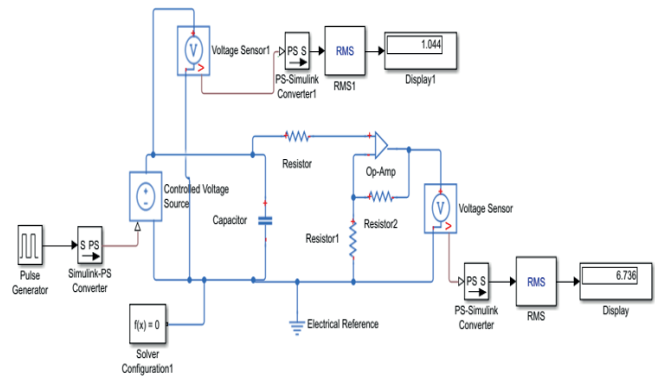 Voltage Sensor1
V
PS S
PS-Simulink
Converter1
RMS
RMS1
1.044
Display1
Resistor
Op-Amp
Controlled Voltage
Source
Capacitor
Resistor2
Resistor1
V
Voltage Sensor
Pulse
Generator
S PS
Simulink-PS
Converter
f(x) = 0
Solver
Configuration1
Electrical Reference
PS S
PS-Simulink
Converter
RMS
RMS
6.736
Display